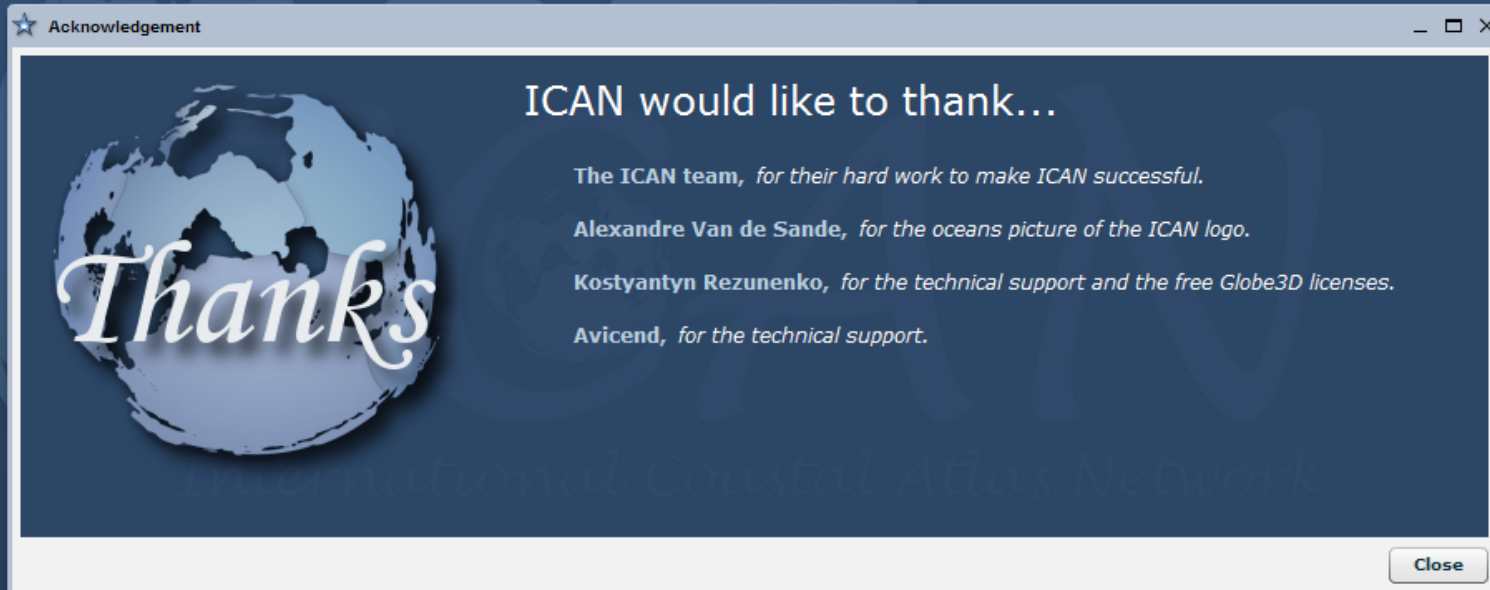 Acknowledgement
ICAN would like to thank...
The ICAN team, for their hard work to make ICAN successful.
Alexandre Van de Sande, for the oceans picture of the ICAN logo.
Kostyantyn Rezunenko, for the technical support and the free Globe3D licenses.
Avicend, for the technical support.
Thanks
ICAN
International Coastal Atlas Network
Close